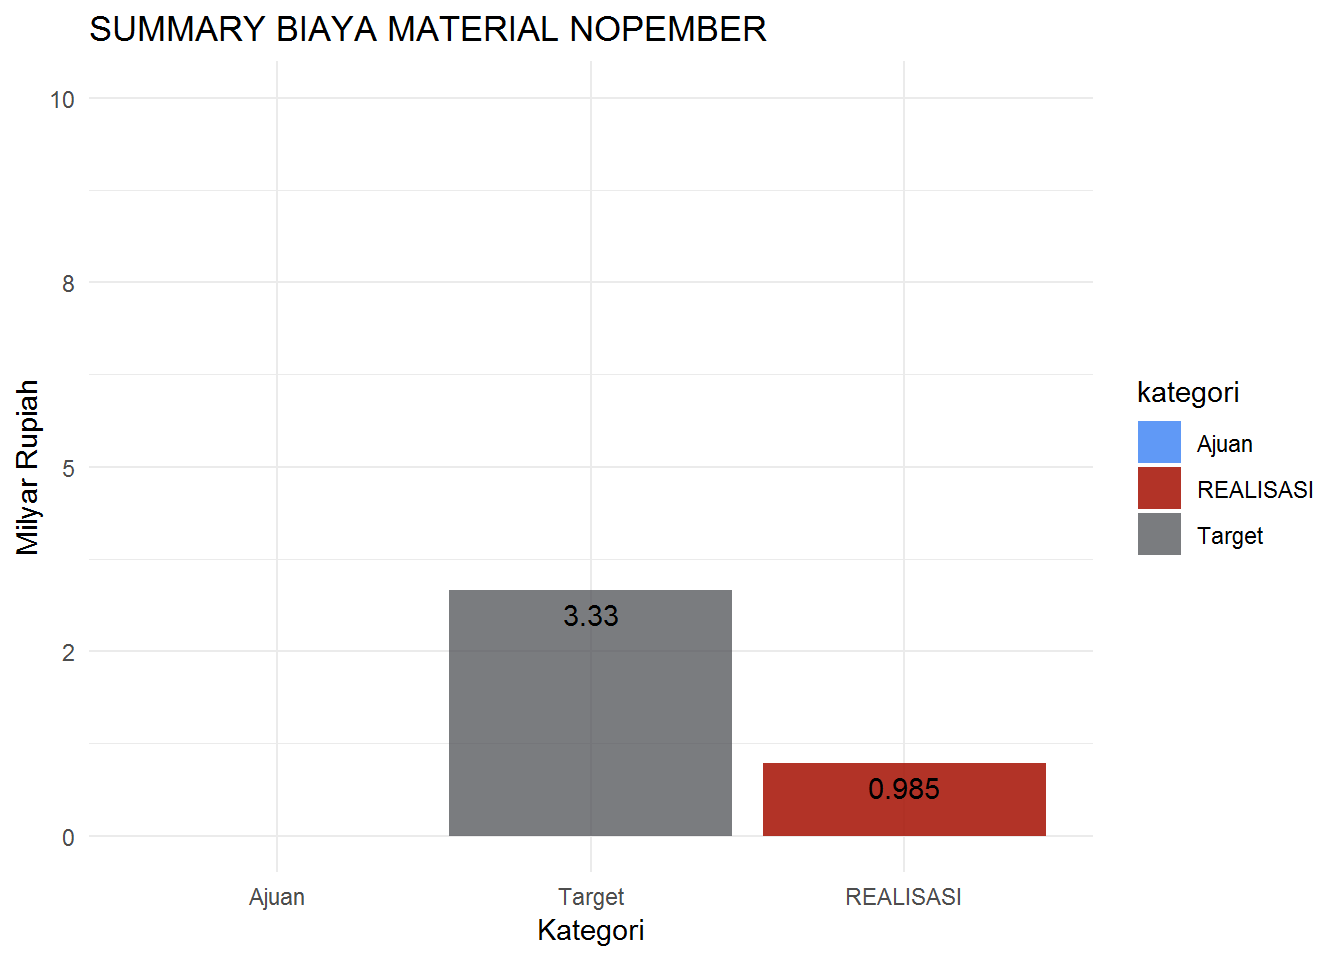 SUMMARY BIAYA MATERIAL NOPEMBER
10
8
5
2
0
Milyar Rupiah
3.33
0.985
Ajuan
Target
REALISASI
Kategori
kategori
Ajuan
REALISASI
Target